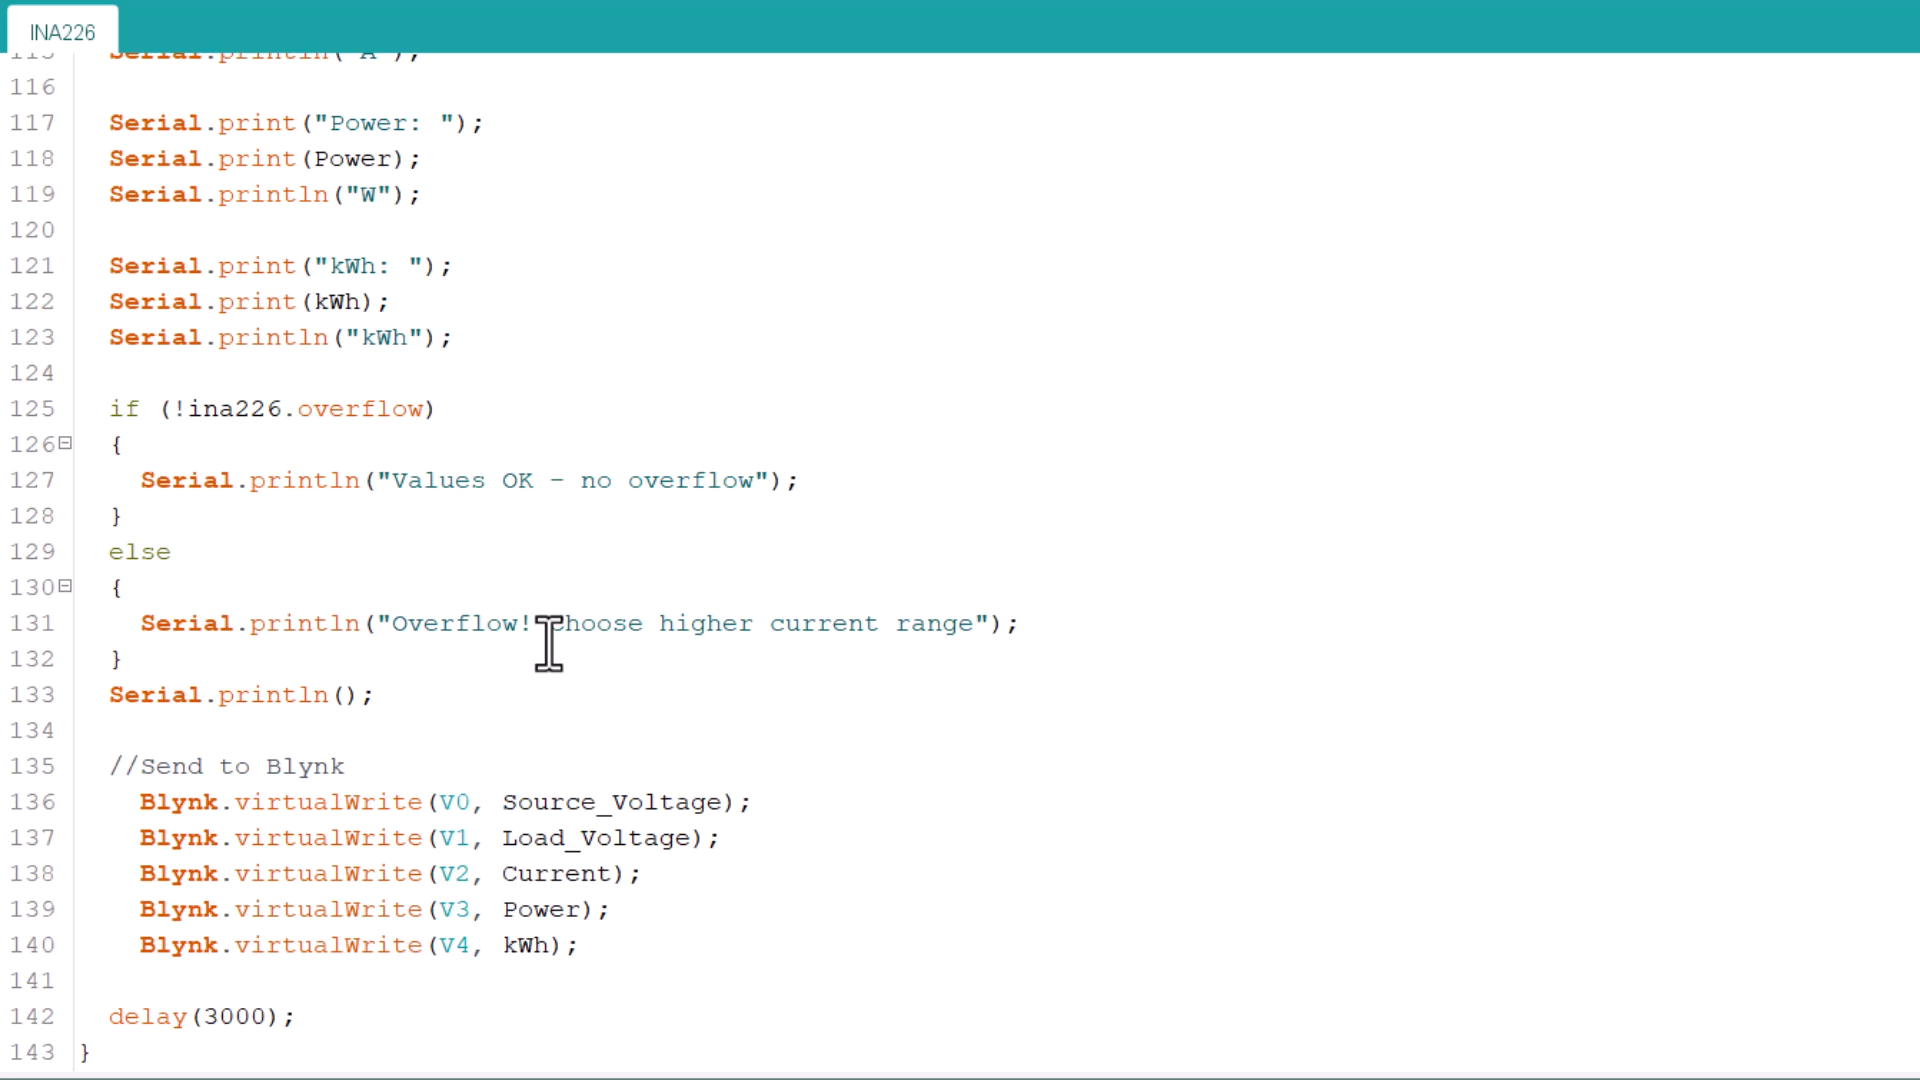 INA226
115 Serial.println("A");
116
117 Serial.print("Power: ");
118 Serial.print(Power);
119 Serial.println("W");
120
121 Serial.print("kWh: ");
122 Serial.print(kWh);
123 Serial.println("kWh");
124
125 if (!ina226.overflow)
126 {
127 Serial.println("Values OK - no overflow");
128 }
129 else
130 {
131 Serial.println("Overflow! Choose higher current range");
132 }
133 Serial.println();
134
135 //Send to Blynk
136 Blynk.virtualWrite(V0, Source_Voltage);
137 Blynk.virtualWrite(V1, Load_Voltage);
138 Blynk.virtualWrite(V2, Current);
139 Blynk.virtualWrite(V3, Power);
140 Blynk.virtualWrite(V4, kWh);
141
142 delay(3000);
143 }